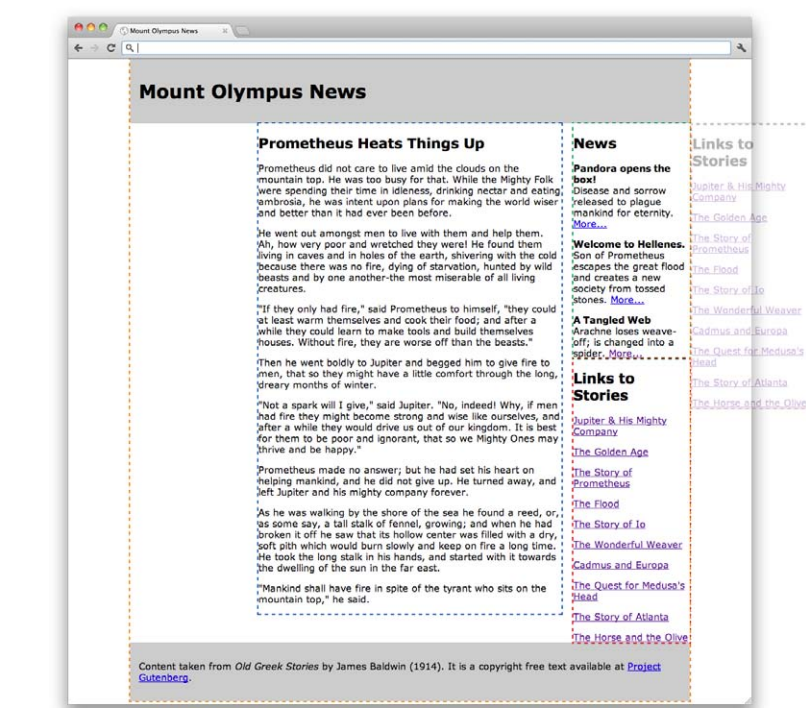 Mount Olympus News
Mount Olympus News
Prometheus Heats Things Up
Prometheus did not care to live amid the clouds on the
mountain top. He was too busy for that. While the Mighty Folk
were spending their time in idleness, drinking nectar and eating
ambrosia, he was intent upon plans for making the world wiser
and better than it had ever been before.
He went out amongst men to live with them and help them.
Ah, how very poor and wretched they were! He found them
living in caves and in holes of the earth, shivering with the cold
because there was no fire, dying of starvation, hunted by wild
beasts and by one another-the most miserable of all living
creatures.
"If they only had fire," said Prometheus to himself, "they could
at least warm themselves and cook their food; and after a
while they could learn to make tools and build themselves
houses. Without fire, they are worse off than the beasts."
Then he went boldly to Jupiter and begged him to give fire to
men, that so they might have a little comfort through the long,
dreary months of winter.
"Not a spark will I give," said Jupiter. "No, indeed! Why, if men
had fire they might become strong and wise like ourselves, and
after a while they would drive us out of our kingdom. It is best
for them to be poor and ignorant, that so we Mighty Ones may
thrive and be happy."
Prometheus made no answer; but he had set his heart on
helping mankind, and he did not give up. He turned away, and
left Jupiter and his mighty company forever.
As he was walking by the shore of the sea he found a reed, or,
as some say, a tall stalk of fennel, growing; and when he had
broken it off he saw that its hollow center was filled with a dry,
soft pith which would burn slowly and keep on fire a long time.
He took the long stalk in his hands, and started with it towards
the dwelling of the sun in the far east.
"Mankind shall have fire in spite of the tyrant who sits on the
mountain top," he said.
News
Pandora opens the
box!
Disease and sorrow
released to plague
mankind for eternity.
More...
Welcome to Hellenes.
Son of Prometheus
escapes the great flood
and creates a new
society from tossed
stones. More...
A Tangled Web
Arachne loses weave-
off; is changed into a
spider. More...
Links to
Stories
Jupiter & His Mighty
Company
The Golden Age
The Story of
Prometheus
The Flood
The Story of Io
The Wonderful Weaver
Cadmus and Europa
The Quest for Medusa's
Head
The Story of Atlanta
The Horse and the Olive
Links to
Stories
Jupiter & His Mighty
Company
The Golden Age
The Story of
Prometheus
The Flood
The Story of Io
The Wonderful Weaver
Cadmus and Europa
The Quest for Medusa's
Head
The Story of Atlanta
The Horse and the Olive
Content taken from Old Greek Stories by James Baldwin (1914). It is a copyright free text available at Project
Gutenberg.